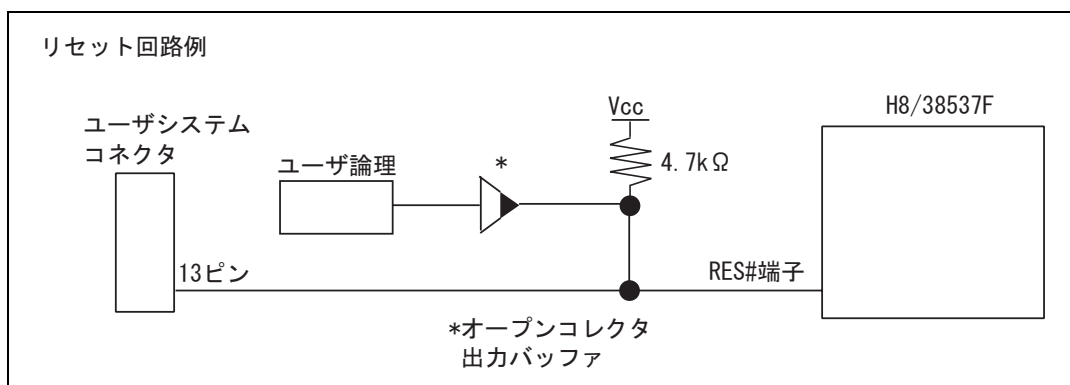 リセット回路例
Vcc
H8/38537F
ユーザシステム
コネクタ
ユーザ論理
*
4.7kΩ
13ピン
RES#端子
*オープンコレクタ
出力バッファ